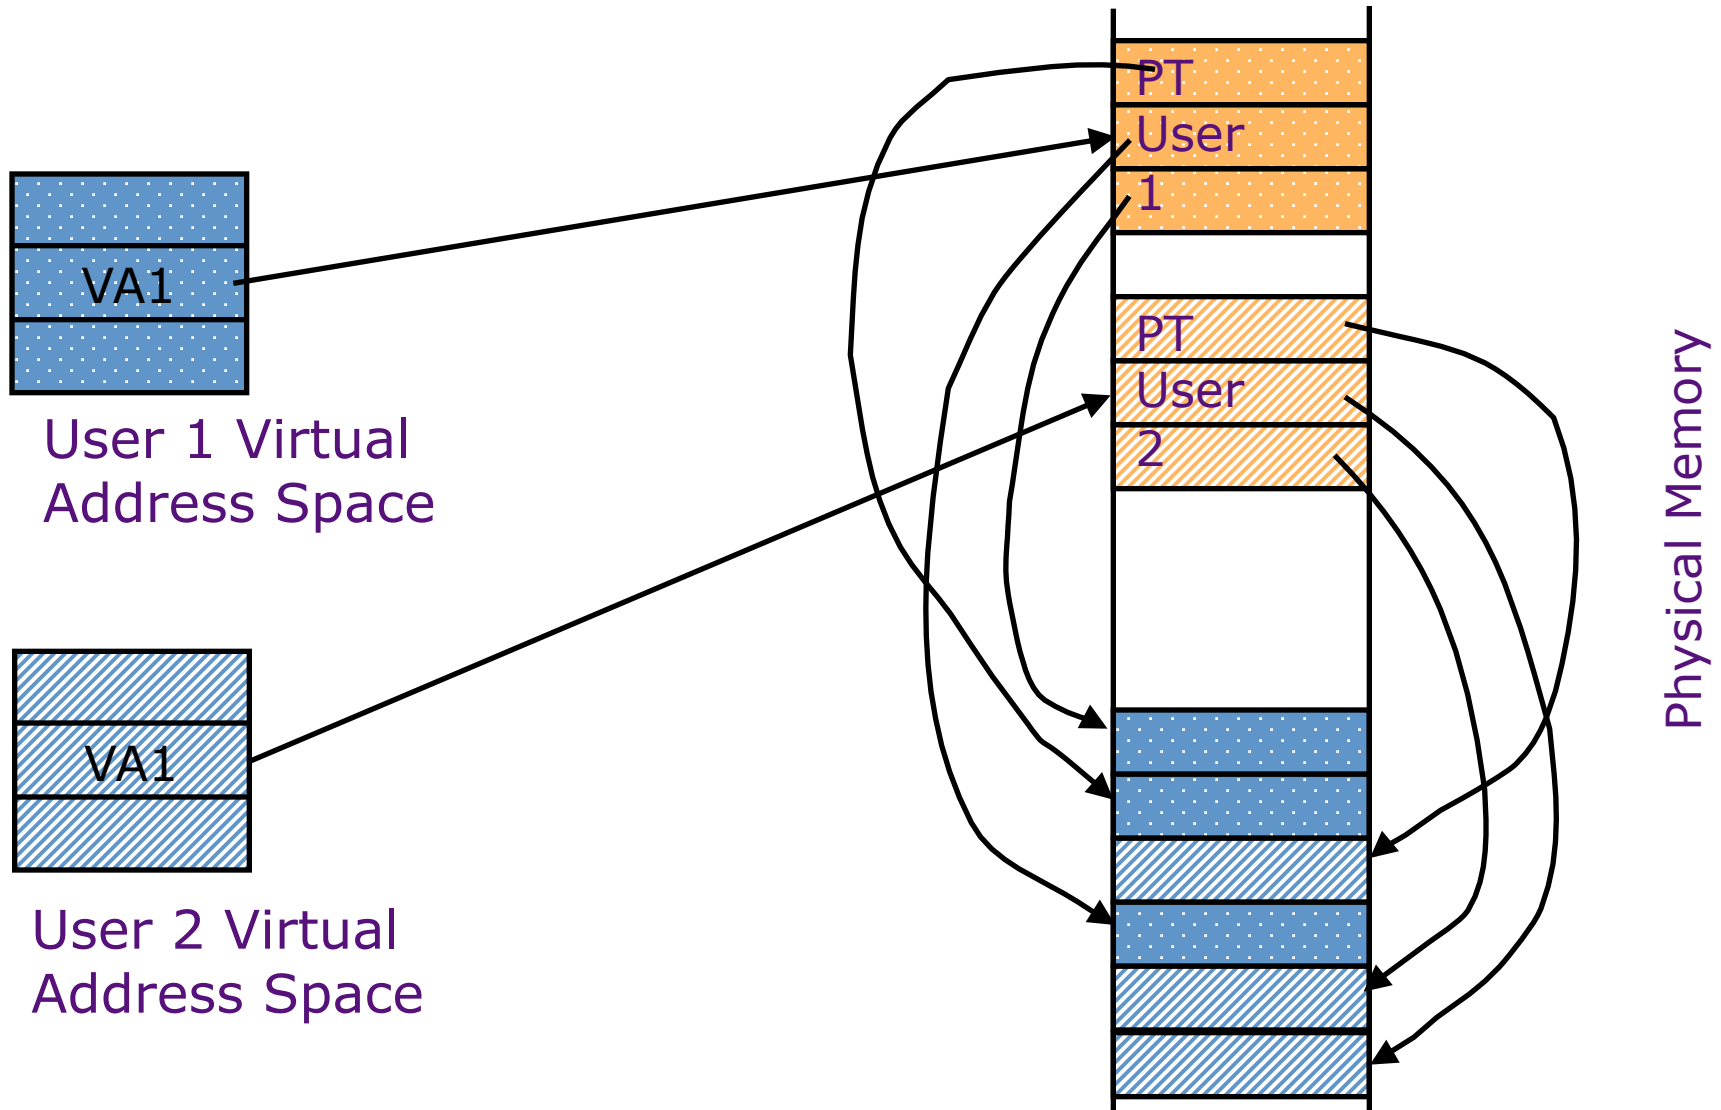 PT
User
1
VA1
User 1 Virtual
Address Space
PT
User
2
VA1
User 2 Virtual
Address Space
Physical Memory